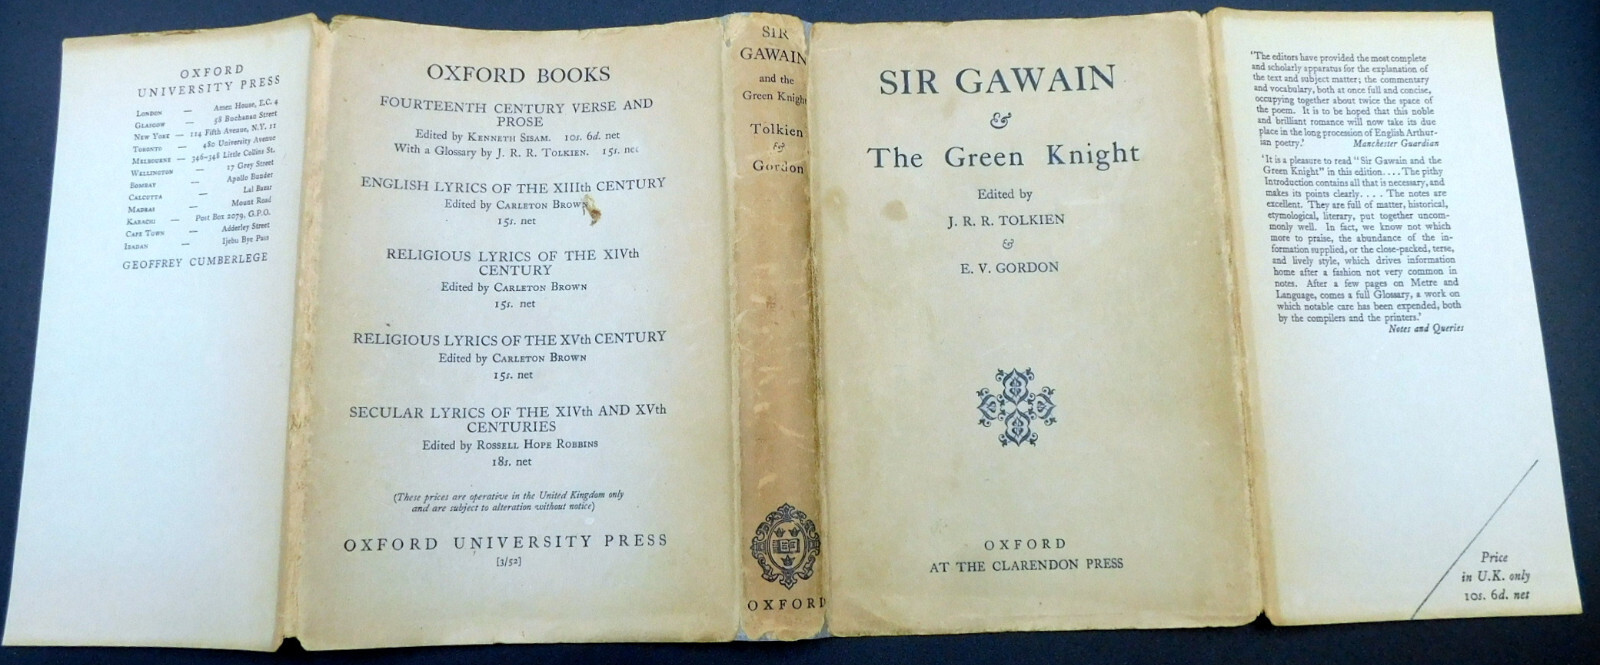 OXFORD
UNIVERSITY PRESS
LONDON — Amen House, E.C. 4
GLASGOW — 58 Buchanan Street
NEW YORK — 114 Fifth Avenue, N.Y. 11
TORONTO — 480 University Avenue
MELBOURNE — 346-348 Little Collins St.
WELLINGTON — 17 Grey Street
BOMBAY — Apollo Bunder
CALCUTTA — Lal Bazar
MADRAS — Mount Road
KARACHI — Post Box 2079, G.P.O.
CAPE TOWN — Adderley Street
IBADAN — Ijebu Bye Pass
GEOFFREY CUMBERLEGE
OXFORD BOOKS
FOURTEENTH CENTURY VERSE AND
PROSE
Edited by KENNETH SISAM. 10s. 6d. net
With a Glossary by J. R. R. TOLKIEN. 15s. net
ENGLISH LYRICS OF THE XIIIth CENTURY
Edited by CARLETON BROWN
15s. net
RELIGIOUS LYRICS OF THE XIVth
CENTURY
Edited by CARLETON BROWN
15s. net
RELIGIOUS LYRICS OF THE XVth CENTURY
Edited by CARLETON BROWN
15s. net
SECULAR LYRICS OF THE XIVth AND XVth
CENTURIES
Edited by ROSSELL HOPE ROBBINS
18s. net
(These prices are operative in the United Kingdom only
and are subject to alteration without notice)
OXFORD UNIVERSITY PRESS
[3/52]
SIR
GAWAIN
and the
Green Knight
Tolkien
&
Gordon
OXFORD
SIR GAWAIN
&
The Green Knight
Edited by
J. R. R. TOLKIEN
&
E. V. GORDON
OXFORD
AT THE CLARENDON PRESS
'The editors have provided the most complete
and scholarly apparatus for the explanation of
the text and subject matter; the commentary
and vocabulary, both at once full and concise,
occupying together about twice the space of
the poem. It is to be hoped that this noble
and brilliant romance will now take its due
place in the long procession of English Arthur-
ian poetry.' Manchester Guardian
'It is a pleasure to read "Sir Gawain and the
Green Knight" in this edition.... The pithy
Introduction contains all that is necessary, and
makes its points clearly.... The notes are
excellent. They are full of matter, historical,
etymological, literary, put together uncom-
monly well. In fact, we know not which
more to praise, the abundance of the in-
formation supplied, or the close-packed, terse,
and lively style, which drives information
home after a fashion not very common in
notes. After a few pages on Metre and
Language, comes a full Glossary, a work on
which notable care has been expended, both
by the compilers and the printers.'
Notes and Queries
Price
in U.K. only
10s. 6d. net